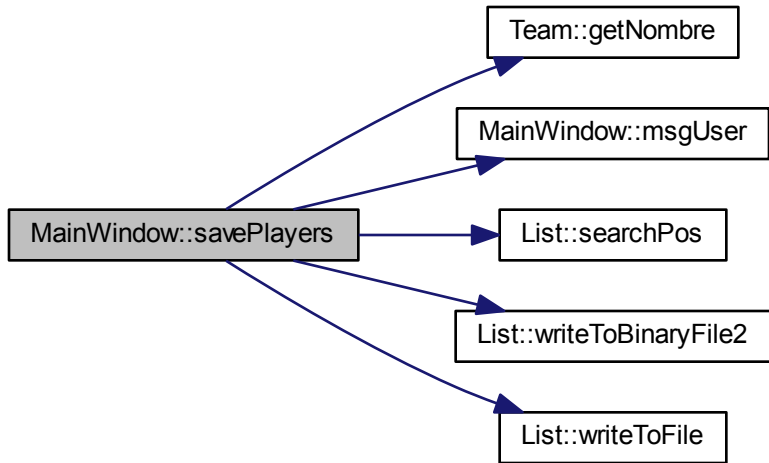 Team::getNombre
MainWindow::msgUser
MainWindow::savePlayers
List::searchPos
List::writeToBinaryFile2
List::writeToFile